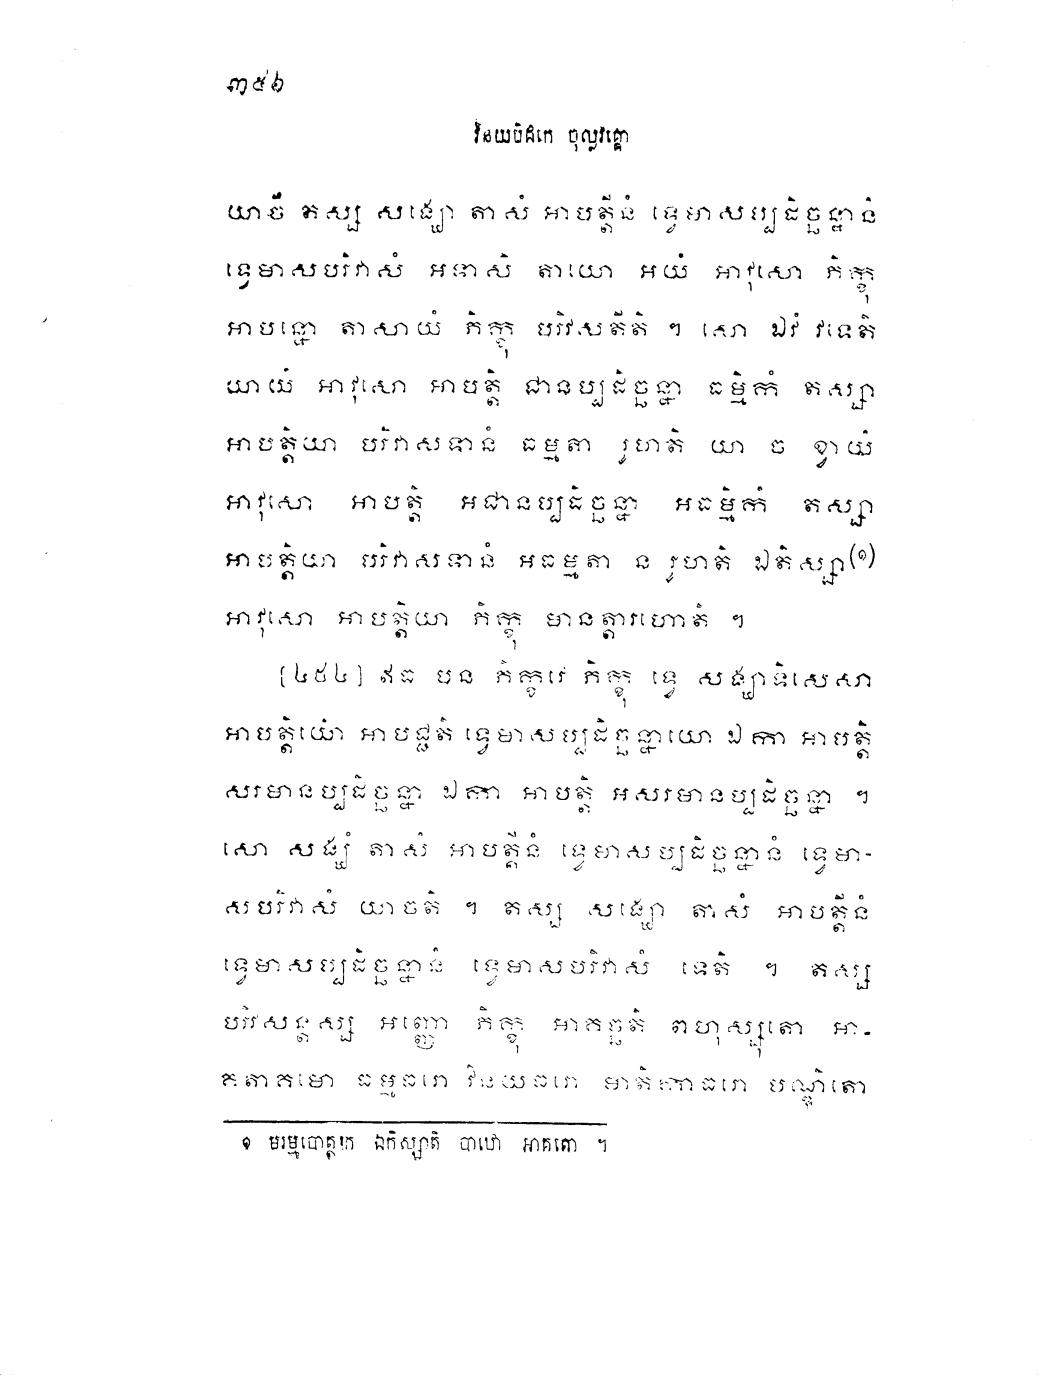 ៣៥៦
វិនយបិដកេ ចុល្លវគ្គោ
យាចិ តស្ស សង្ឃោ តាសំ អាបត្តីនំ ទ្វេមាសប្បដិច្ឆន្នានំ
ទ្វេមាសបរិវាសំ អទាសិ តាយោ អយំ អាវុសោ ភិក្ខុ
អាបន្នោ តាសាយំ ភិក្ខុ បរិវសតីតិ ។ សោ ឯវំ វទេតិ
យាយំ អាវុសោ អាបត្តិ ជានប្បដិច្ឆន្នា ធម្មិកំ តស្សា
អាបត្តិយា បរិវាសទានំ ធម្មតា រូហតិ យា ច ខ្វាយំ
អាវុសោ អាបត្តិ អជានប្បដិច្ឆន្នា អធម្មិកំ តស្សា
អាបត្តិយា បរិវាសទានំ អធម្មតា ន រូហតិ ឯតិស្សា(១)
អាវុសោ អាបត្តិយា ភិក្ខុ មានត្តារហោតិ ។
[៤៥៤] ឥធ បន ភិក្ខវេ ភិក្ខុ ទ្វេ សង្ឃាទិសេសា
អាបត្តិយោ អាបជ្ជតិ ទ្វេមាសប្បដិច្ឆន្នាយោ ឯកា អាបត្តិ
សរមានប្បដិច្ឆន្នា ឯកា អាបត្តិ អសរមានប្បដិច្ឆន្នា ។
សោ សង្ឃំ តាសំ អាបត្តីនំ ទ្វេមាសប្បដិច្ឆន្នានំ ទ្វេមា-
សបរិវាសំ យាចតិ ។ តស្ស សង្ឃោ តាសំ អាបត្តីនំ
ទ្វេមាសប្បដិច្ឆន្នានំ ទ្វេមាសបរិវាសំ ទេតិ ។ តស្ស
បរិវសន្តស្ស អញ្ញោ ភិក្ខុ អាគច្ឆតិ ពហុស្សុតោ អា-
គតាគមោ ធម្មធរោ វិនយធរោ មាតិកាធរោ បណ្ឌិតោ
១ មរម្មបោត្ថកេ ឯកិស្សាតិ បាឋោ អាគតោ ។